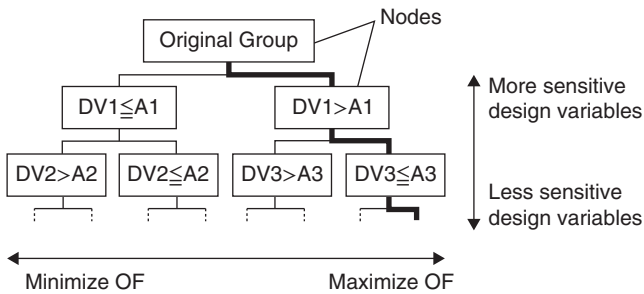 Original Group
Nodes
DV1≦A1
DV1>A1
More sensitive
design variables
DV2>A2
DV2≦A2
DV3>A3
DV3≦A3
Less sensitive
design variables
Minimize OF
Maximize OF